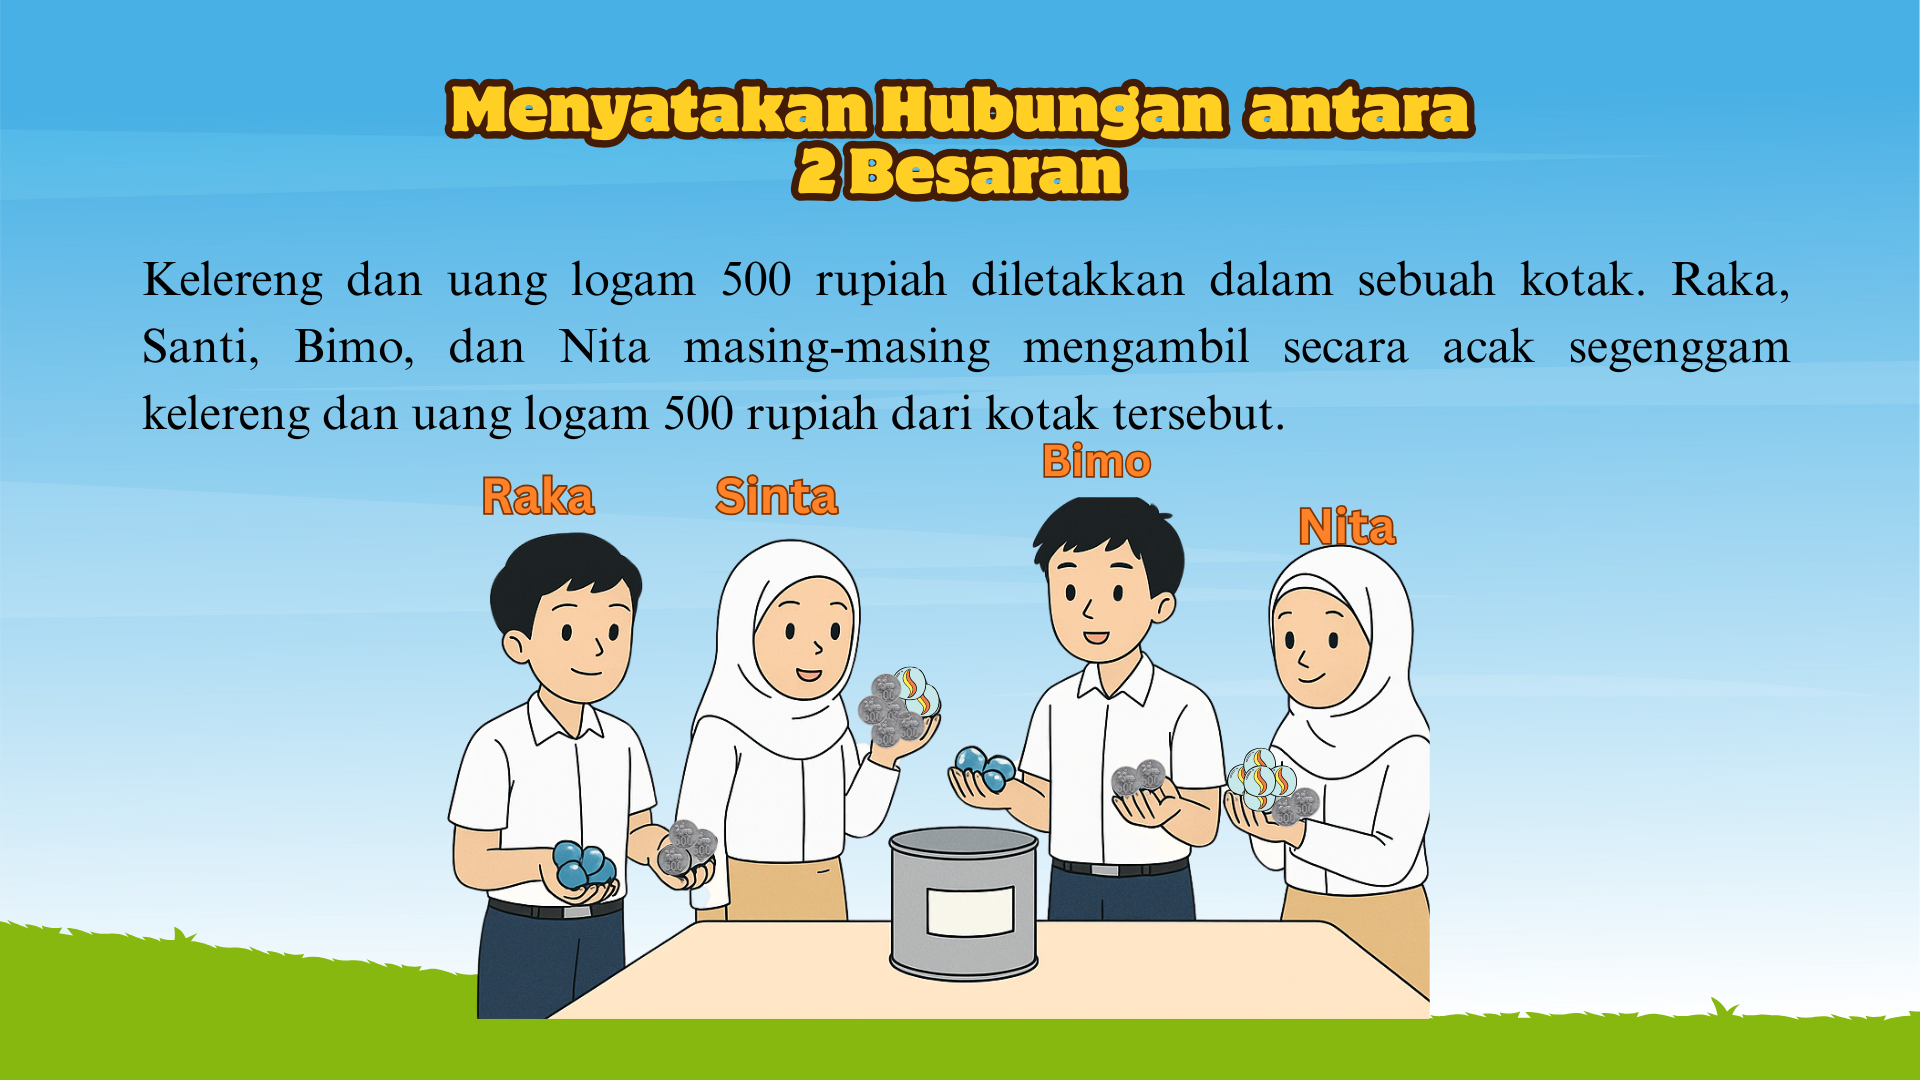 Menyatakan Hubungan antara
2 Besaran
Kelereng dan uang logam 500 rupiah diletakkan dalam sebuah kotak. Raka,
Santi, Bimo, dan Nita masing-masing mengambil secara acak segenggam
kelereng dan uang logam 500 rupiah dari kotak tersebut.
Bimo
Raka
Sinta
Nita